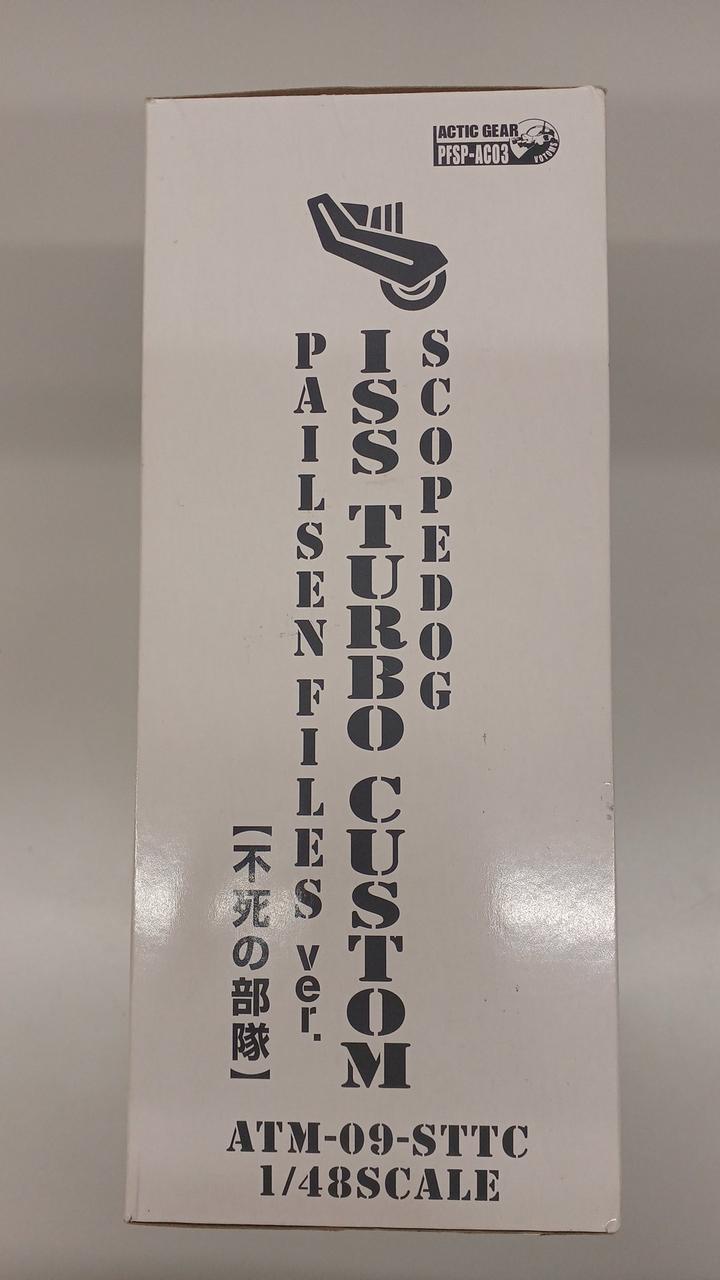 ACTIC GEAR
PFSP-AC03
VOTOMS
SCOPEDOG
ISS TURBO CUSTOM
PAILSEN FILES ver.
【不死の部隊】
ATM-09-STTC
1/48SCALE